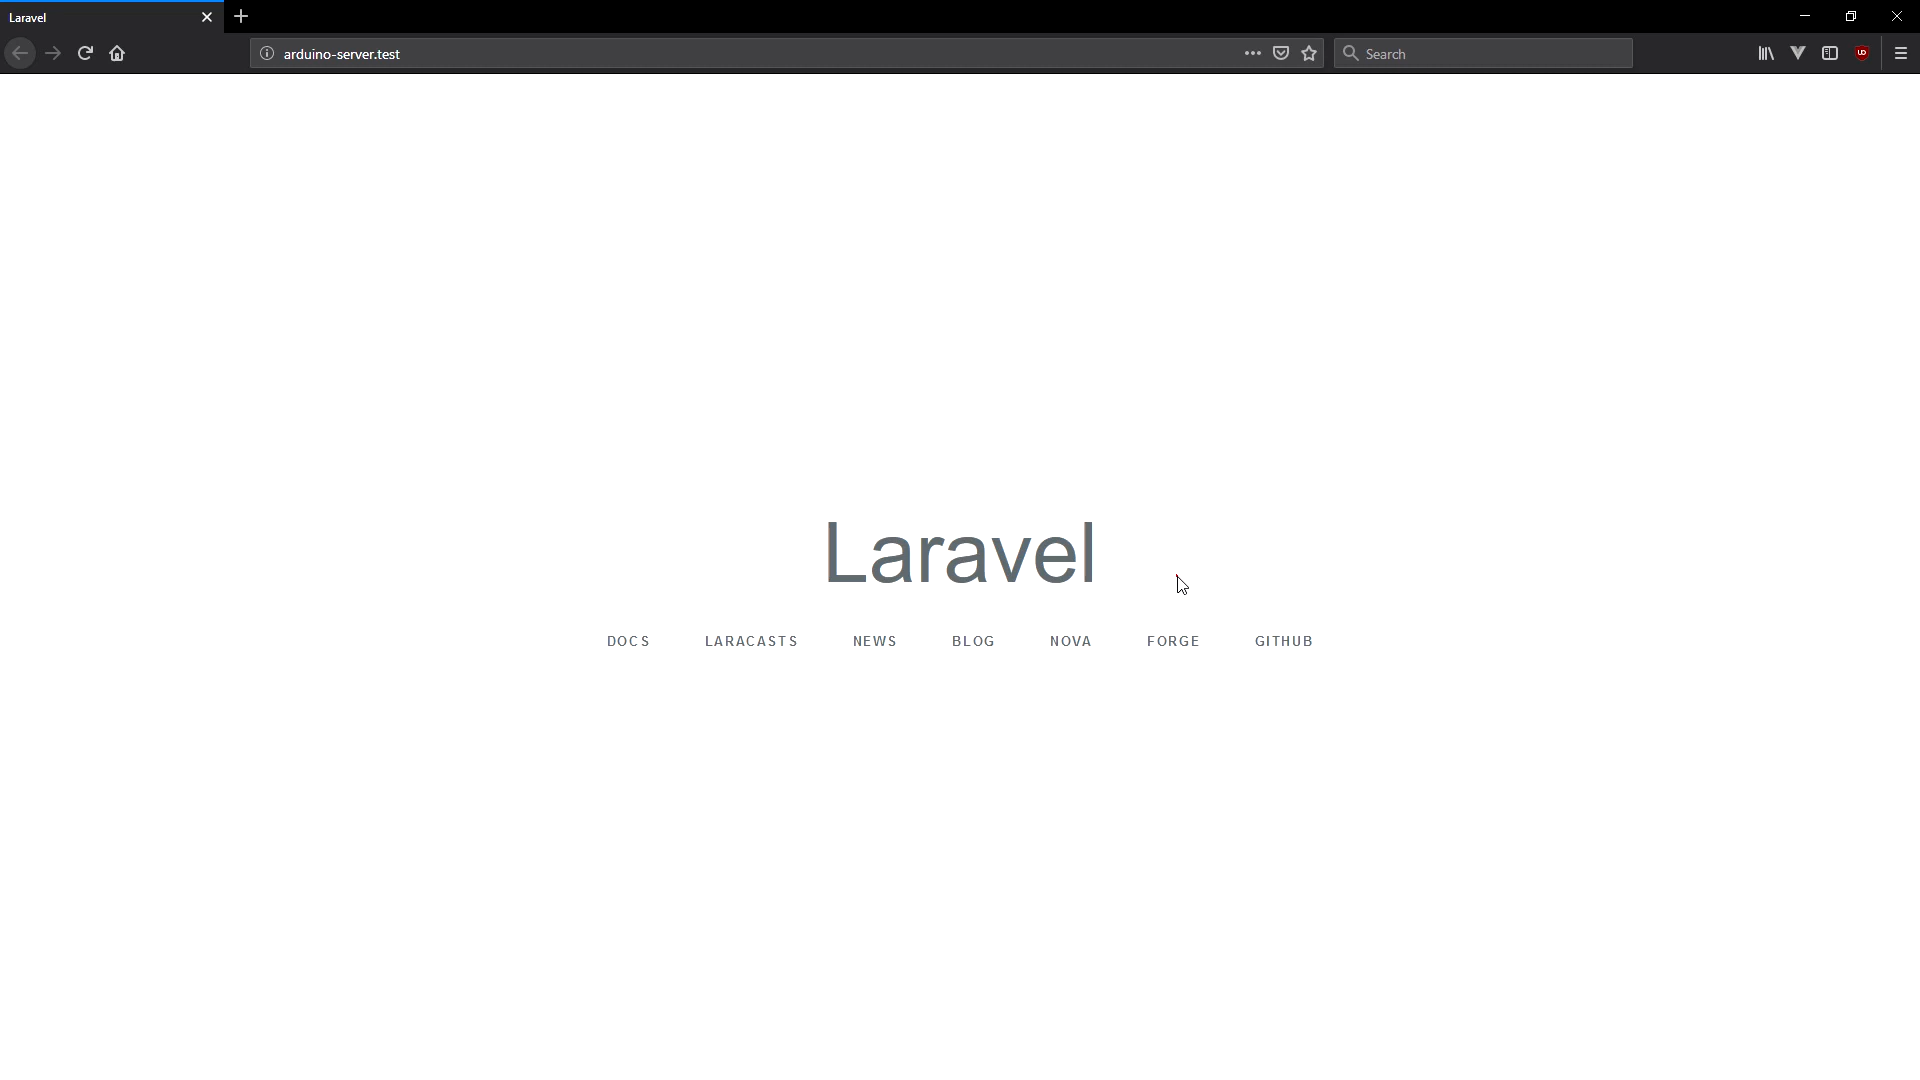 Laravel
arduino-server.test
Search
Laravel
DOCS LARACASTS NEWS BLOG NOVA FORGE GITHUB